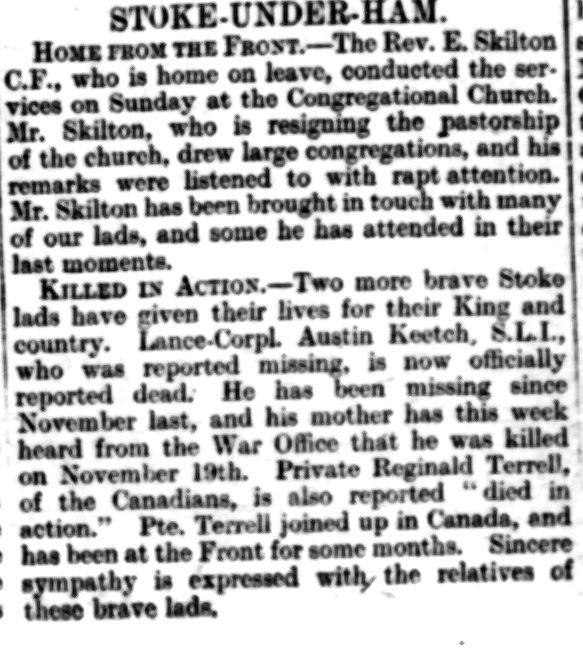 STOKE-UNDER-HAM.
HOME FROM THE FRONT.—The Rev. E. Skilton
C.F., who is home on leave, conducted the ser-
vices on Sunday at the Congregational Church.
Mr. Skilton, who is resigning the pastorship
of the church, drew large congregations, and his
remarks were listened to with rapt attention.
Mr. Skilton has been brought in touch with many
of our lads, and some he has attended in their
last moments.
KILLED IN ACTION.—Two more brave Stoke
lads have given their lives for their King and
country. Lance-Corpl. Austin Keetch, S.L.I.,
who was reported missing, is now officially
reported dead. He has been missing since
November last, and his mother has this week
heard from the War Office that he was killed
on November 19th. Private Reginald Terrell,
of the Canadians, is also reported "died in
action." Pte. Terrell joined up in Canada, and
has been at the Front for some months. Sincere
sympathy is expressed with the relatives of
these brave lads.